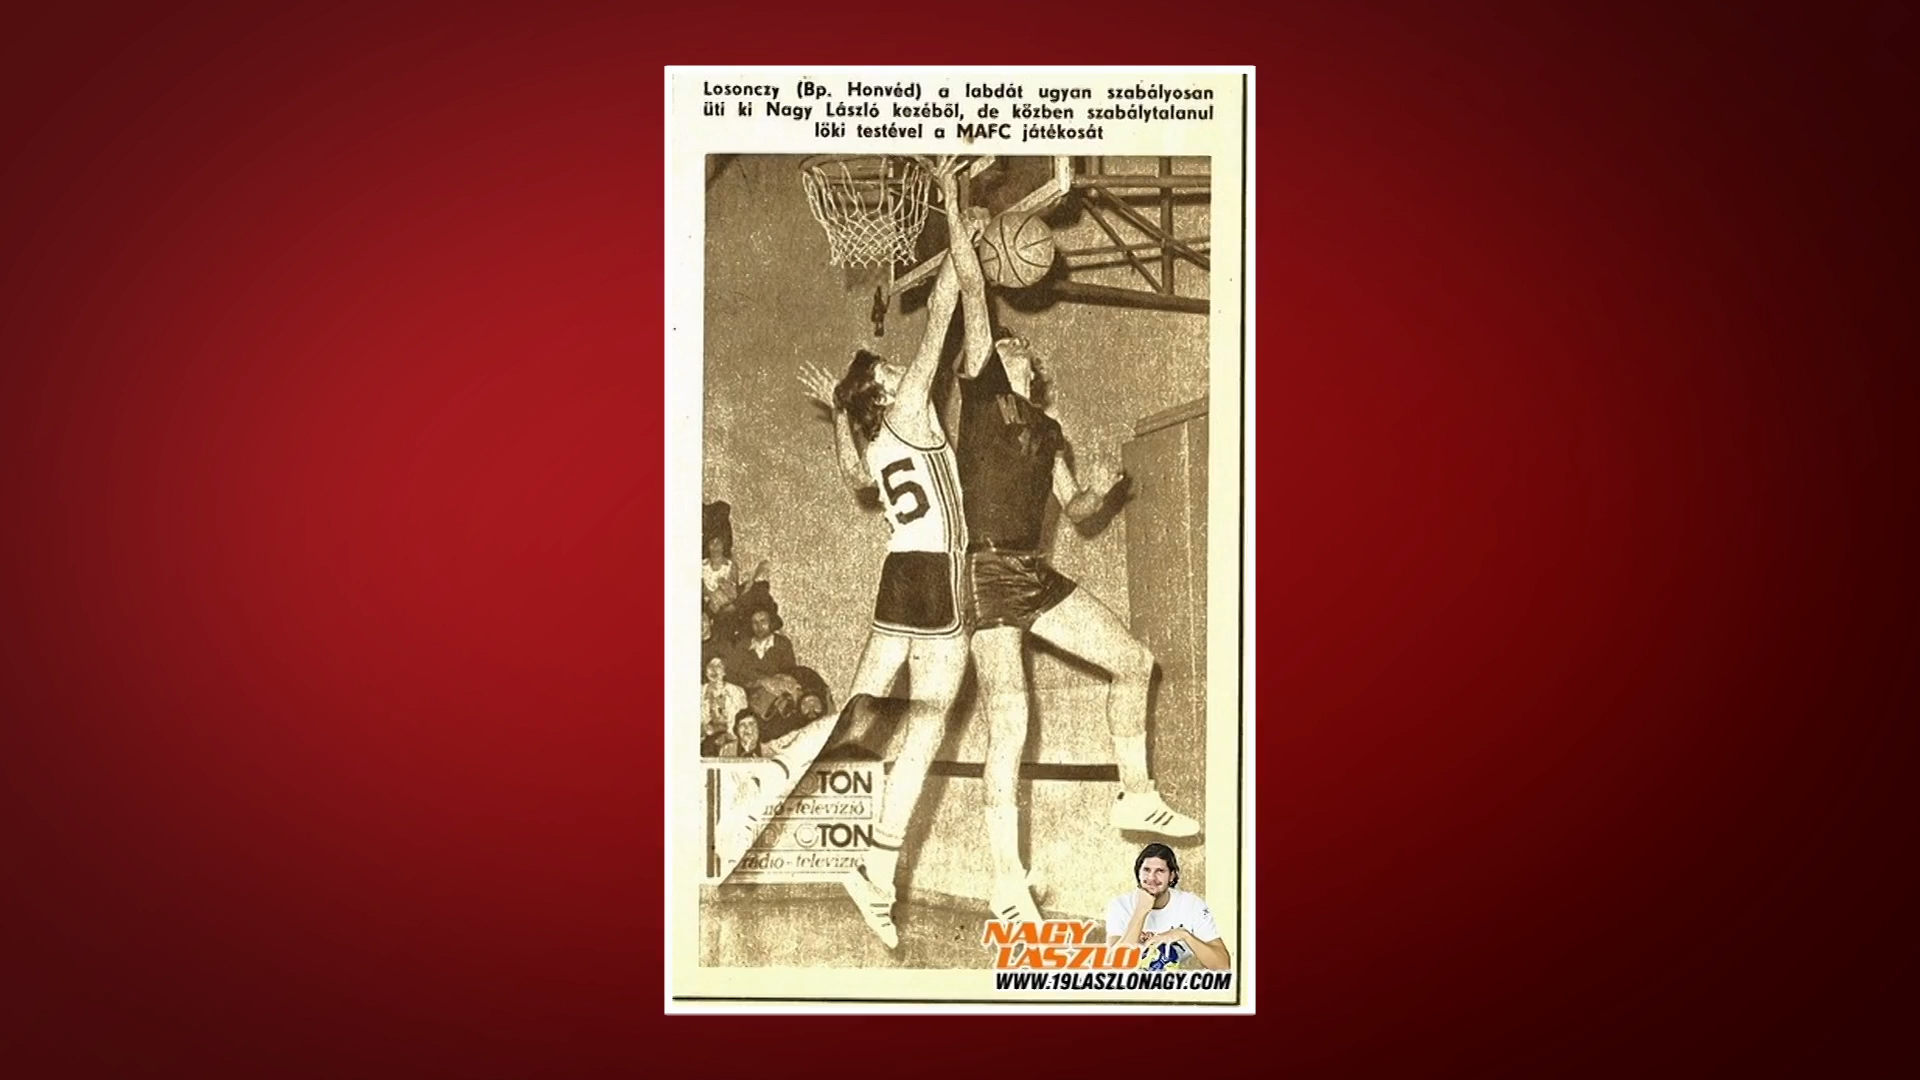 Losonczy (Bp. Honvéd) a labdát ugyan szabályosan
üti ki Nagy László kezéből, de közben szabálytalanul
löki testével a MAFC játékosát
5
TON
-televízió
TON
rádió-televízió
NAGY
LÁSZLÓ
WWW.19LASZLONAGY.COM